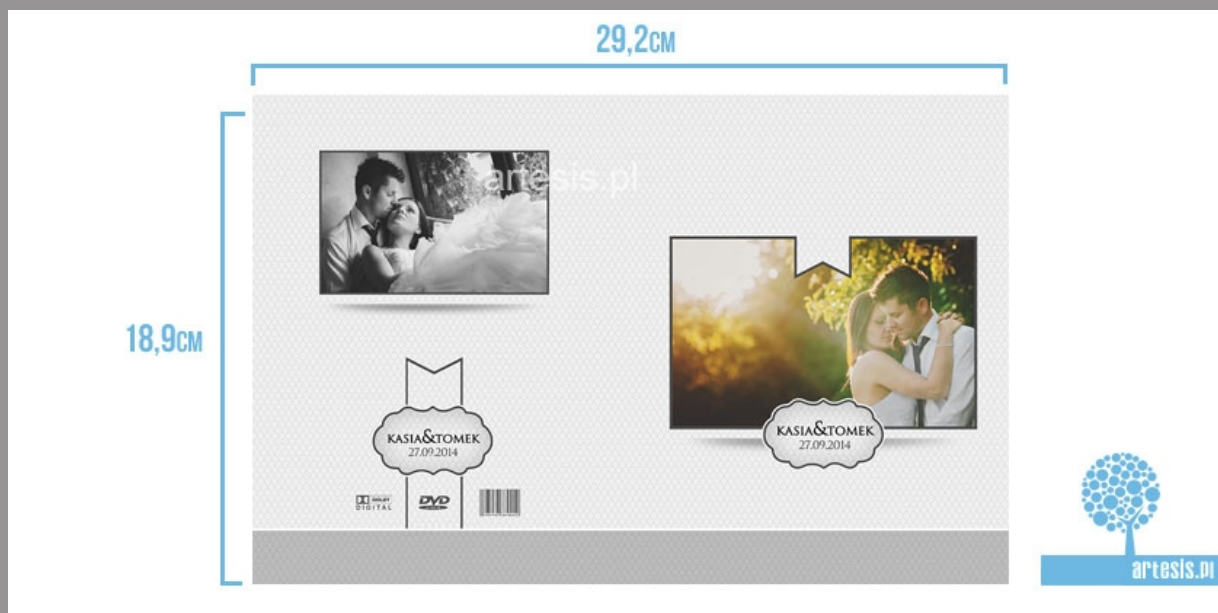 29,2CM
artesis.pl
18,9CM
KASIA&TOMEK
27.09.2014
KASIA&TOMEK
27.09.2014
DOLBY
DIGITAL
DVD
artesis.pl